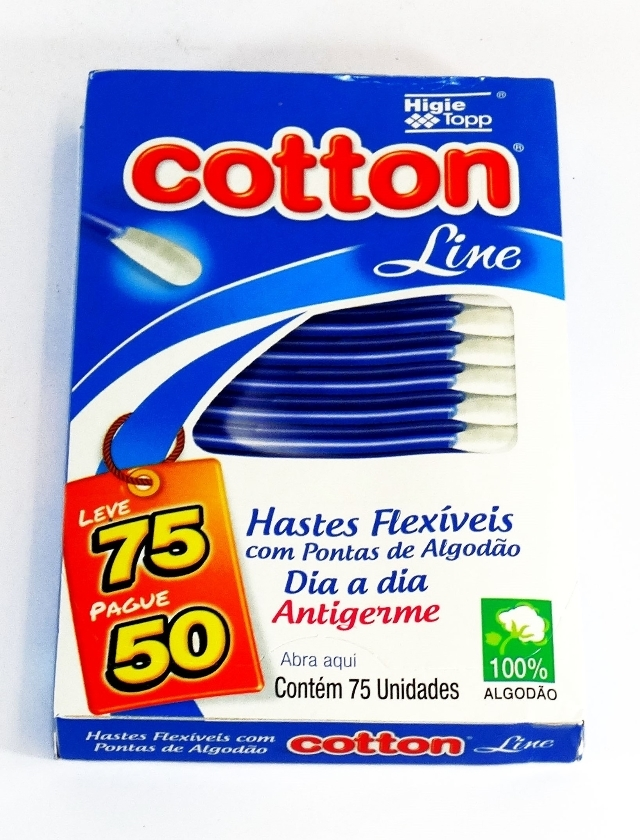 Higie ®
Topp
cotton®
Line
LEVE
75
PAGUE
50
Hastes Flexíveis
com Pontas de Algodão
Dia a dia
Antigerme
Abra aqui
Contém 75 Unidades
100%
ALGODÃO
Hastes Flexíveis com
Pontas de Algodão
cotton® Line